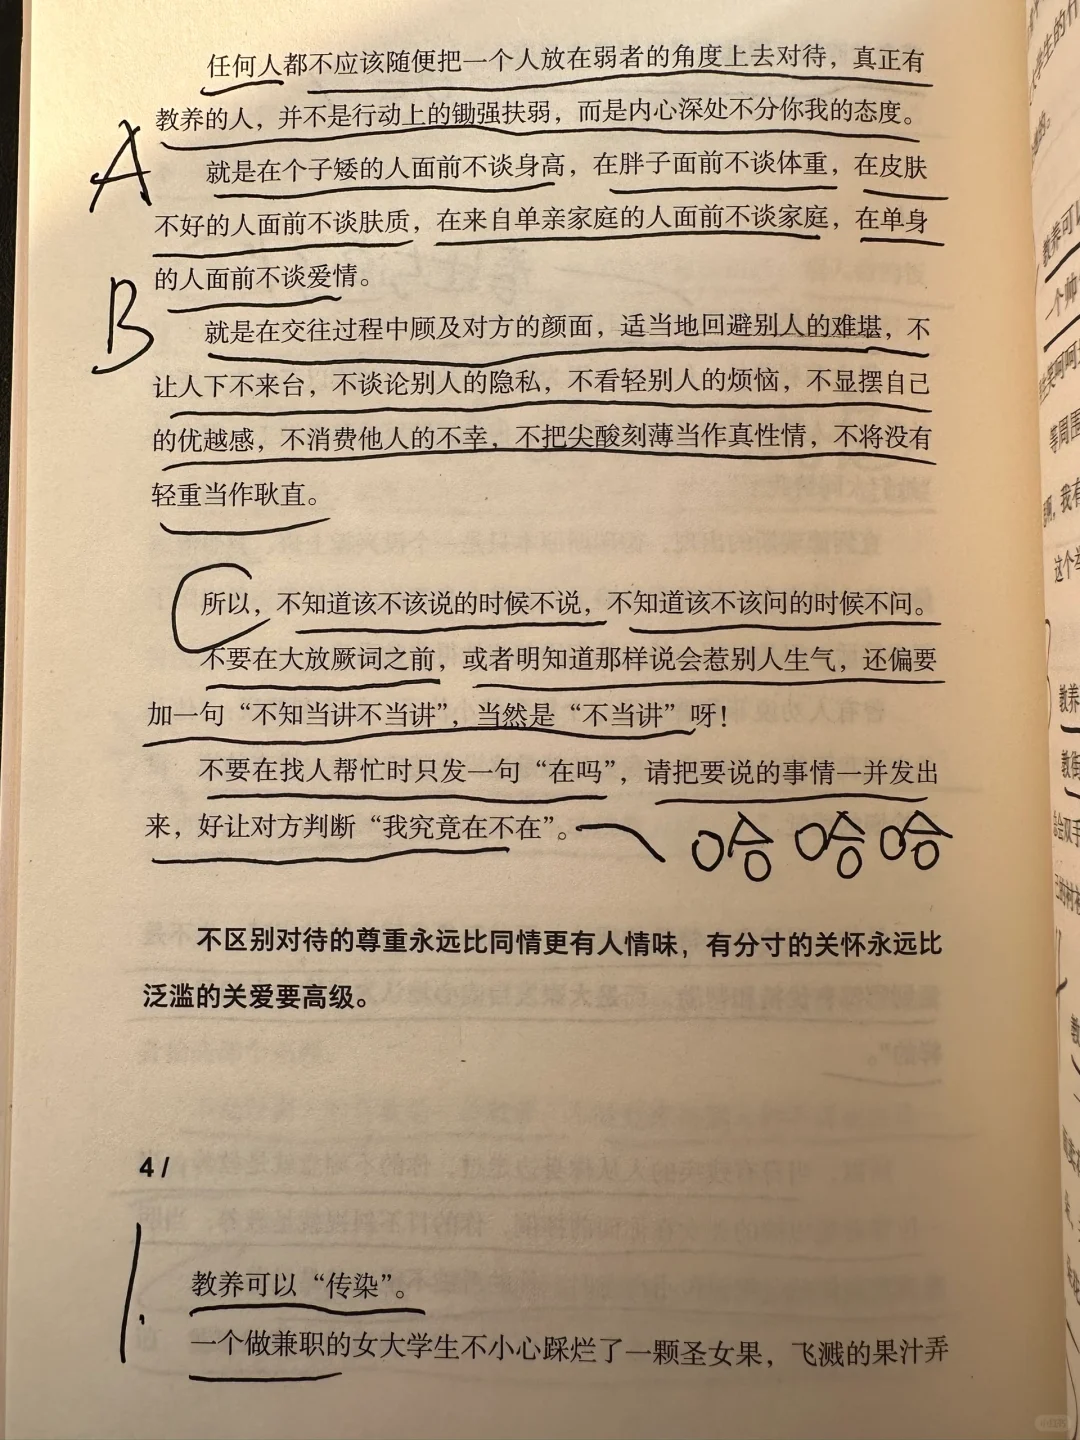 任何人都不应该随便把一个人放在弱者的角度上去对待，真正有
教养的人，并不是行动上的锄强扶弱，而是内心深处不分你我的态度。
A
就是在个子矮的人面前不谈身高，在胖子面前不谈体重，在皮肤
不好的人面前不谈肤质，在来自单亲家庭的人面前不谈家庭，在单身
的人面前不谈爱情。
B
就是在交往过程中顾及对方的颜面，适当地回避别人的难堪，不
让人下不来台，不谈论别人的隐私，不看轻别人的烦恼，不显摆自己
的优越感，不消费他人的不幸，不把尖酸刻薄当作真性情，不将没有
轻重当作耿直。
所以，不知道该不该说的时候不说，不知道该不该问的时候不问。
不要在大放厥词之前，或者明知道那样说会惹别人生气，还偏要
加一句“不知当讲不当讲”，当然是“不当讲”呀！
不要在找人帮忙时只发一句“在吗”，请把要说的事情一并发出
来，好让对方判断“我究竟在不在”。
哈哈哈
不区别对待的尊重永远比同情更有人情味，有分寸的关怀永远比
泛滥的关爱要高级。
4 /
1.
教养可以“传染”。
一个做兼职的女大学生不小心踩烂了一颗圣女果，飞溅的果汁弄
教养可以
一个帅
等周围
我有
这个举
教养